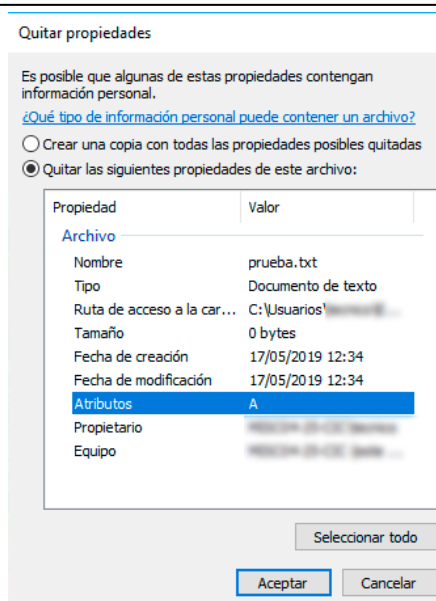 Quitar propiedades
Es posible que algunas de estas propiedades contengan
información personal.
¿Qué tipo de información personal puede contener un archivo?
Crear una copia con todas las propiedades posibles quitadas
Quitar las siguientes propiedades de este archivo:
Propiedad Valor
Archivo
Nombre prueba.txt
Tipo Documento de texto
Ruta de acceso a la car... C:\Usuarios\
Tamaño 0 bytes
Fecha de creación 17/05/2019 12:34
Fecha de modificación 17/05/2019 12:34
Atributos A
Propietario
Equipo
Seleccionar todo
Aceptar Cancelar